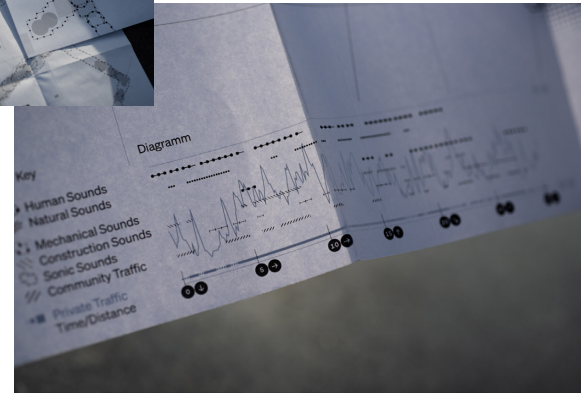 Diagramm
Key
Human Sounds
Natural Sounds
Mechanical Sounds
Construction Sounds
Sonic Sounds
Community Traffic
Private Traffic
Time/Distance
0
5
10
15